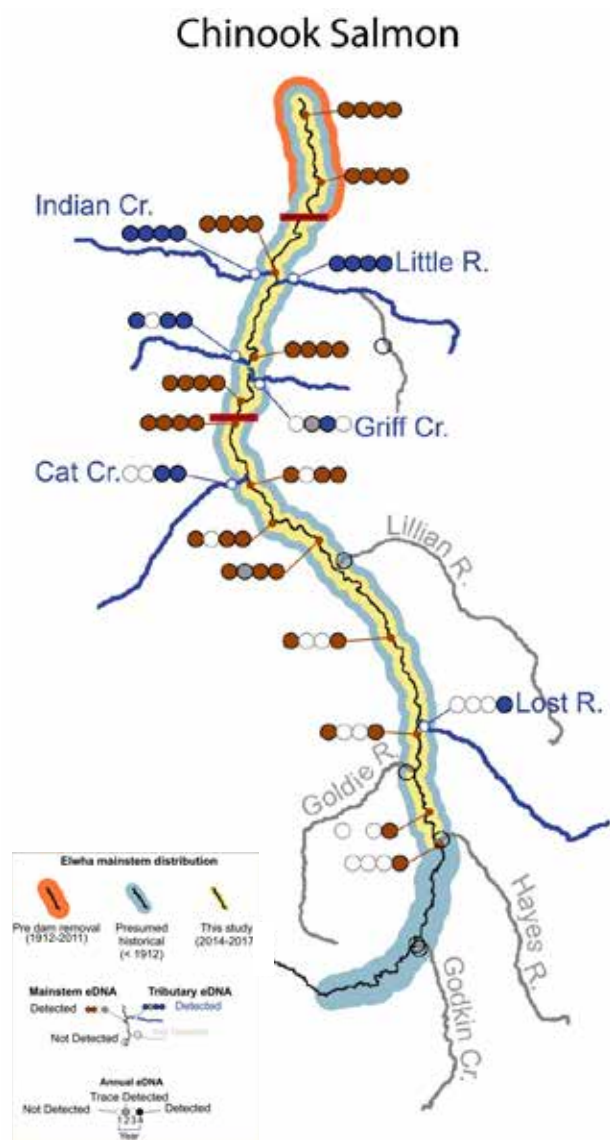 Chinook Salmon
Indian Cr.
Little R.
Griff Cr.
Cat Cr.
Lillian R.
Lost R.
Goldie R.
Hayes R.
Godkin Cr.
Elwha mainstem distribution
Pre dam removal
(1912-2011)
Presumed
historical
(< 1912)
This study
(2014-2017
Mainstem eDNA
Tributary eDNA
Detected
Detected
Not Detected
Annual eDNA
Trace Detected
Not Detected
Detected
1234
Year